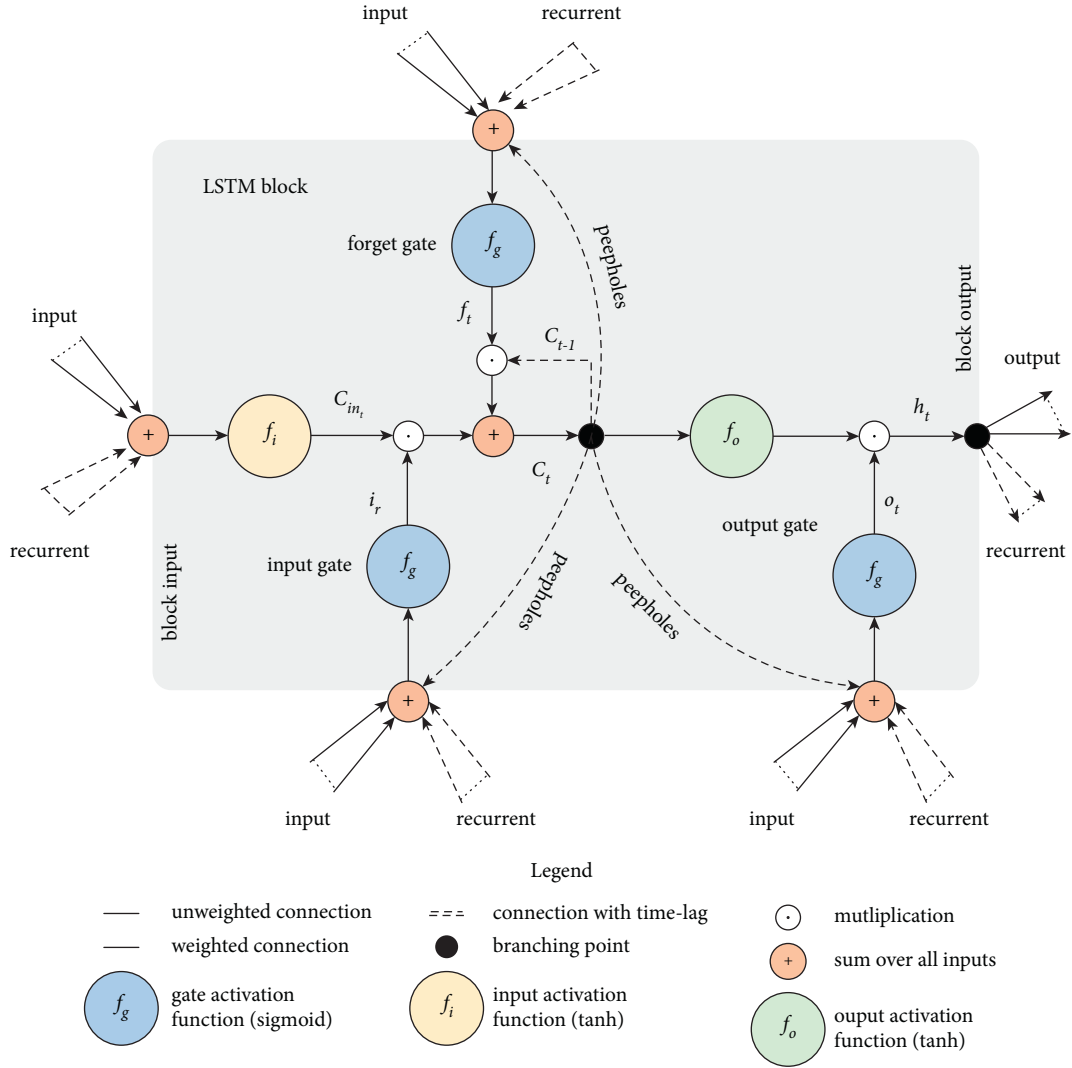 input
recurrent
+
LSTM block
forget gate
f_g
peepholes
f_t
C_{t-1}
·
input
block output
output
C_{in_t}
h_t
+
f_i
·
+
f_o
·
C_t
i_r
o_t
recurrent
recurrent
output gate
block input
input gate
f_g
peepholes
peepholes
f_g
+
+
input
recurrent
input
recurrent
Legend
unweighted connection
connection with time-lag
· mutliplication
weighted connection
branching point
+ sum over all inputs
f_g
gate activation
function (sigmoid)
f_i
input activation
function (tanh)
f_o
ouput activation
function (tanh)